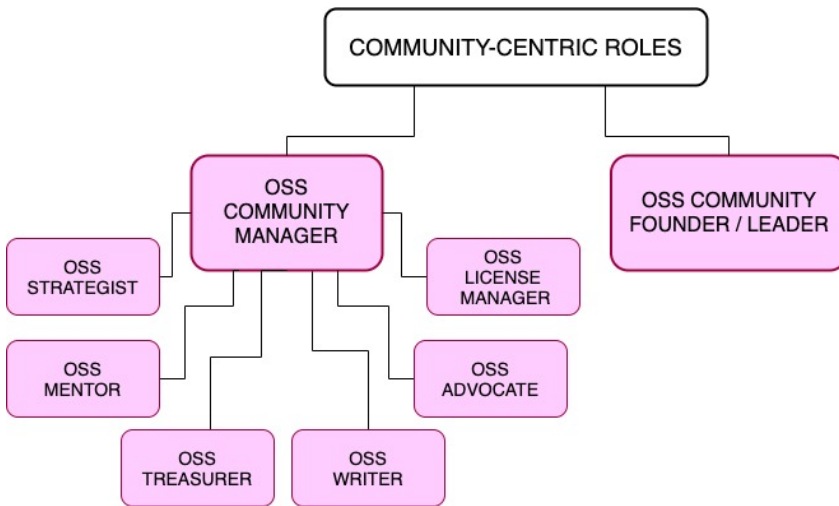 COMMUNITY-CENTRIC ROLES
OSS
COMMUNITY
MANAGER
OSS COMMUNITY
FOUNDER / LEADER
OSS
STRATEGIST
OSS
LICENSE
MANAGER
OSS
MENTOR
OSS
ADVOCATE
OSS
TREASURER
OSS
WRITER